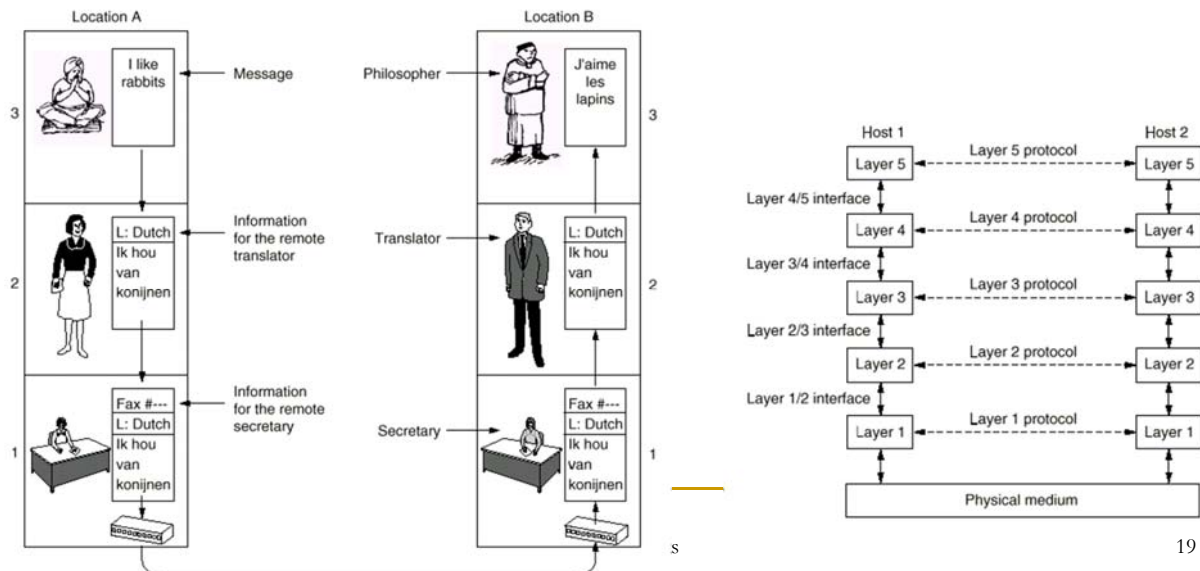 Location A
Location B
I like
rabbits
Message
Philosopher
J'aime
les
lapins
3
3
L: Dutch
Ik hou
van
konijnen
Information
for the remote
translator
Translator
L: Dutch
Ik hou
van
konijnen
2
2
Fax #---
L: Dutch
Ik hou
van
konijnen
Information
for the remote
secretary
Secretary
Fax #---
L: Dutch
Ik hou
van
konijnen
1
1
s
Host 1
Host 2
Layer 5
Layer 5 protocol
Layer 5
Layer 4/5 interface
Layer 4
Layer 4 protocol
Layer 4
Layer 3/4 interface
Layer 3
Layer 3 protocol
Layer 3
Layer 2/3 interface
Layer 2
Layer 2 protocol
Layer 2
Layer 1/2 interface
Layer 1
Layer 1 protocol
Layer 1
Physical medium
19